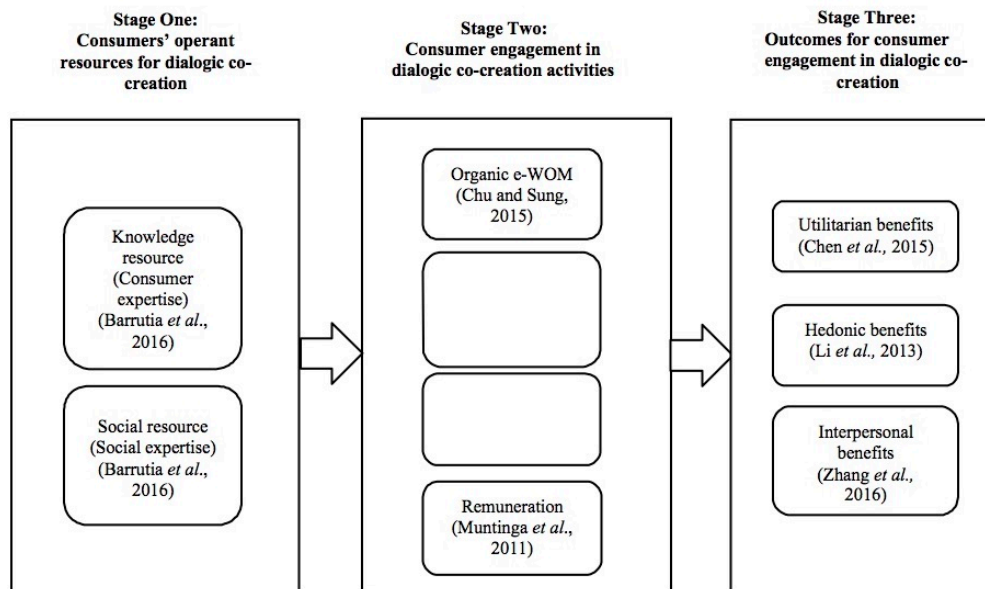 Stage One:
Consumers’ operant
resources for dialogic co-
creation
Knowledge
resource
(Consumer
expertise)
(Barrutia et al.,
2016)
Social resource
(Social expertise)
(Barrutia et al.,
2016)
Stage Two:
Consumer engagement in
dialogic co-creation activities
Organic e-WOM
(Chu and Sung,
2015)
Remuneration
(Muntinga et al.,
2011)
Stage Three:
Outcomes for consumer
engagement in dialogic co-
creation
Utilitarian benefits
(Chen et al., 2015)
Hedonic benefits
(Li et al., 2013)
Interpersonal
benefits
(Zhang et al.,
2016)